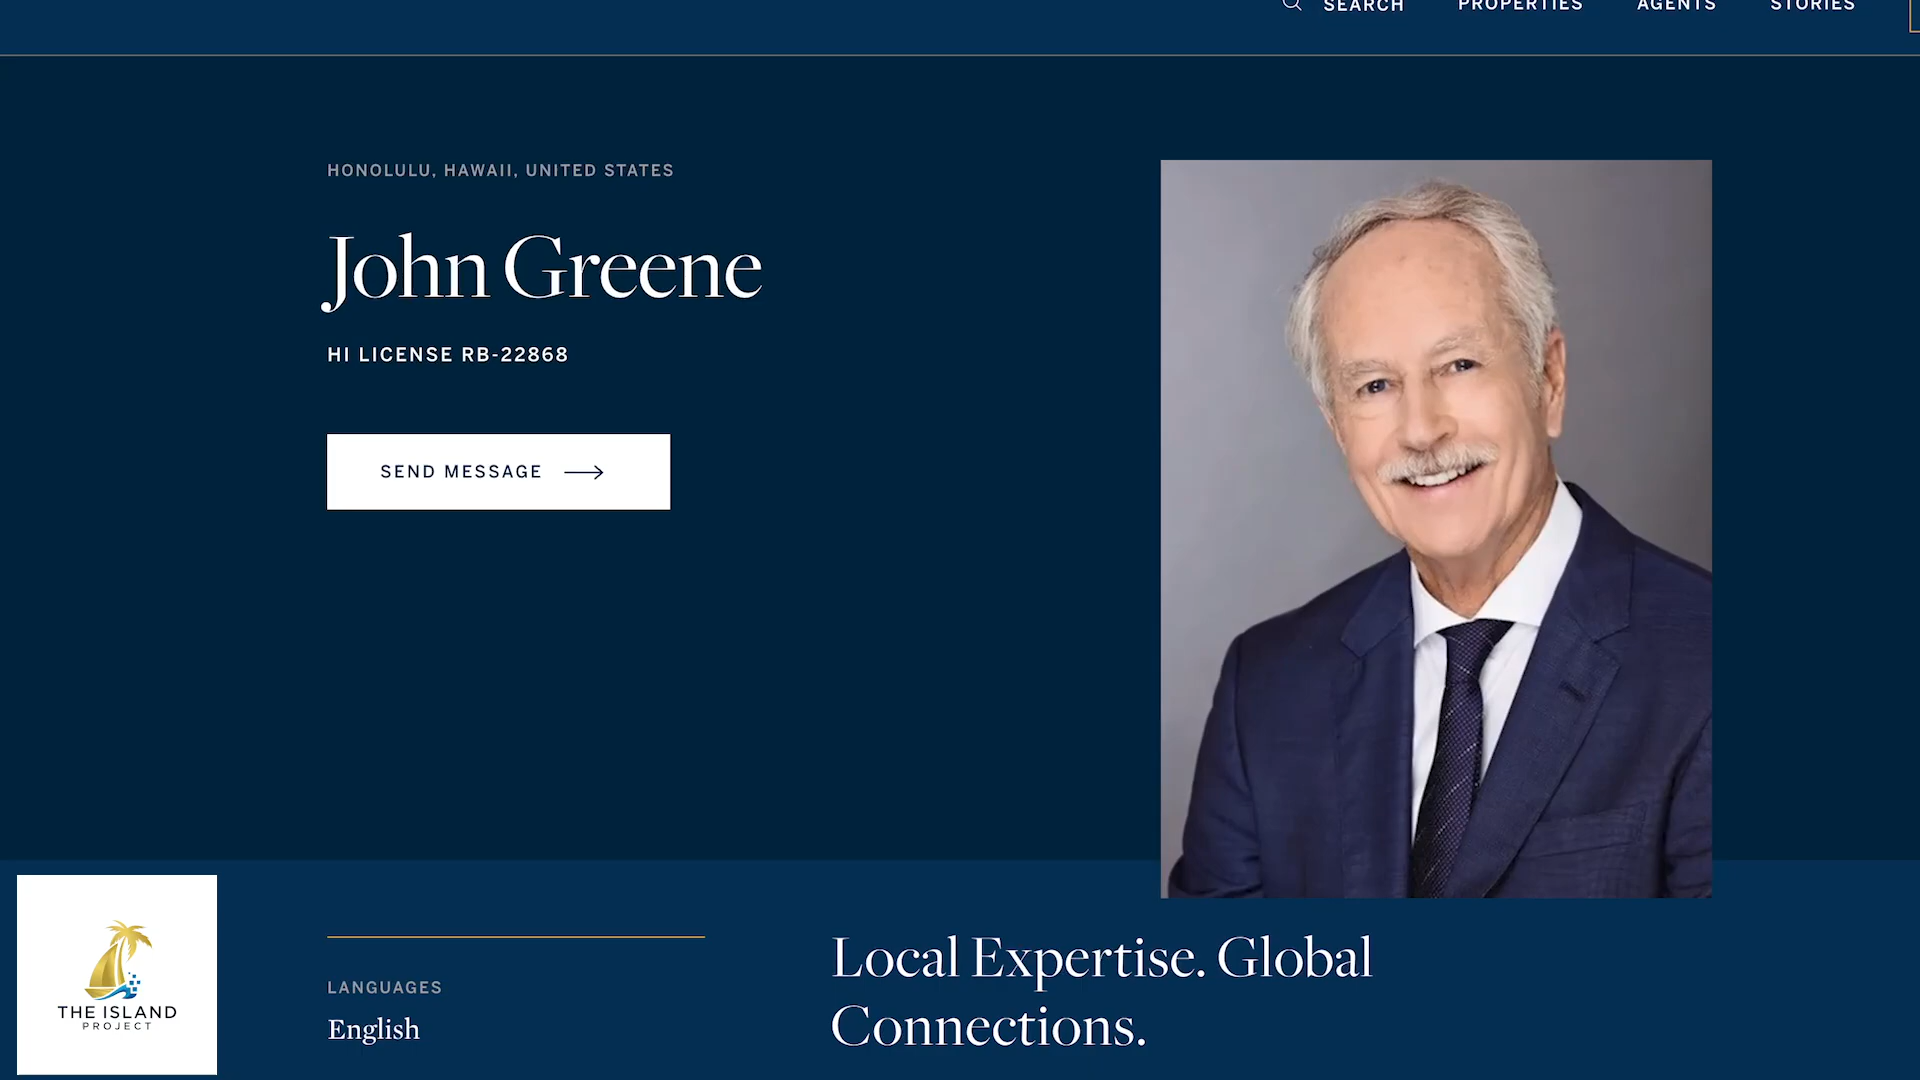 SEARCH PROPERTIES AGENTS STORIES
HONOLULU, HAWAII, UNITED STATES
John Greene
HI LICENSE RB-22868
SEND MESSAGE
THE ISLAND
PROJECT
LANGUAGES
English
Local Expertise. Global
Connections.